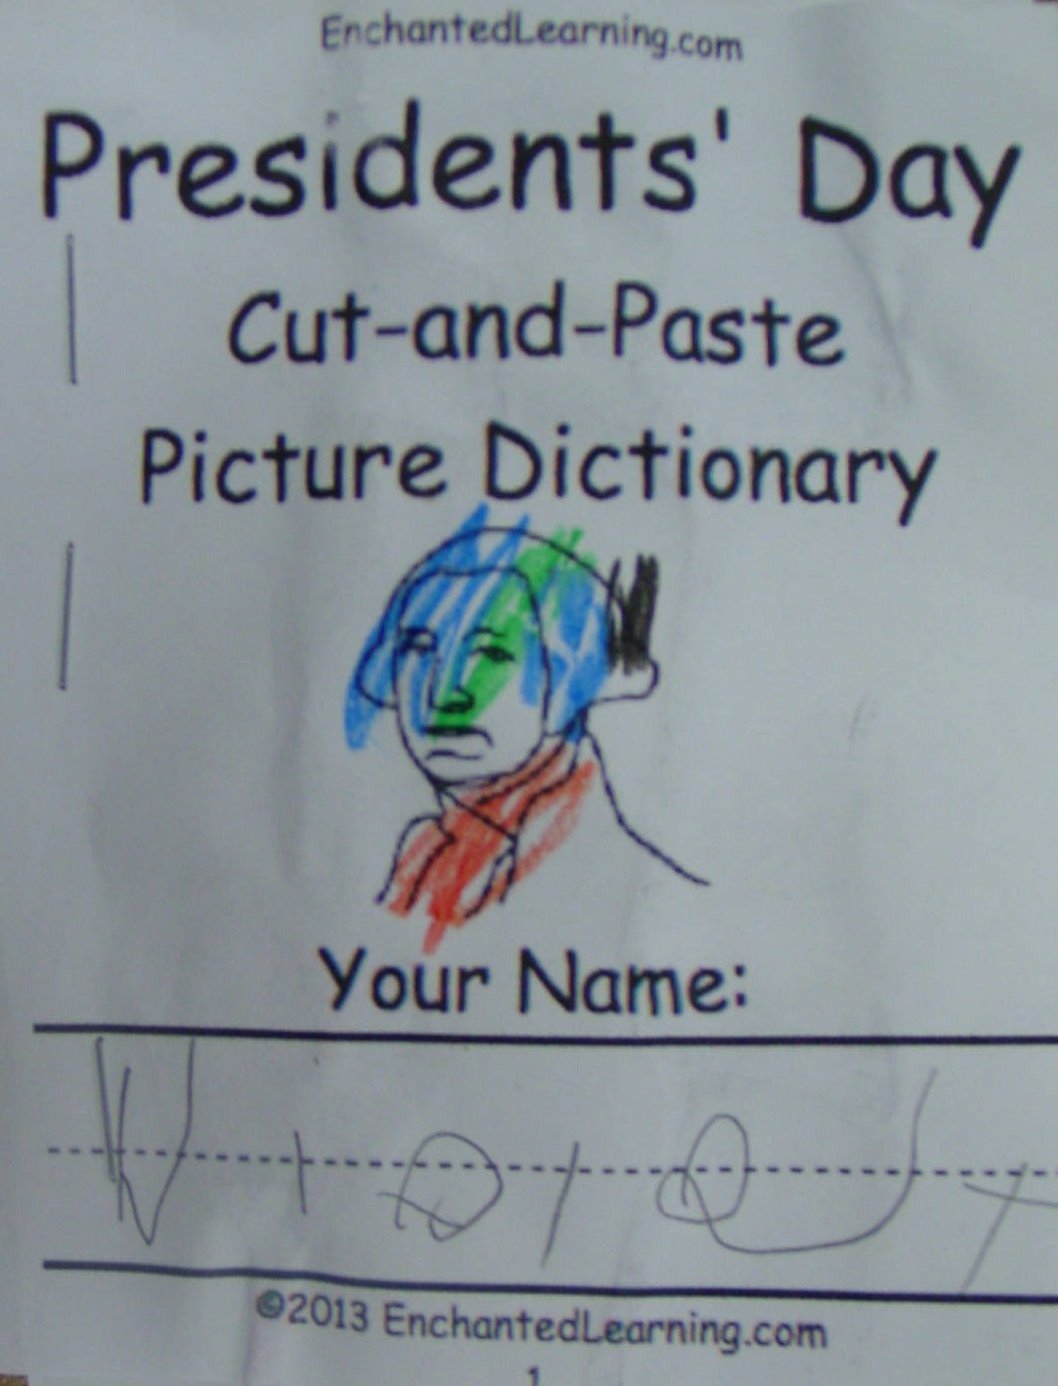 EnchantedLearning.com
Presidents' Day
Cut-and-Paste
Picture Dictionary
Your Name:
©2013 EnchantedLearning.com
1